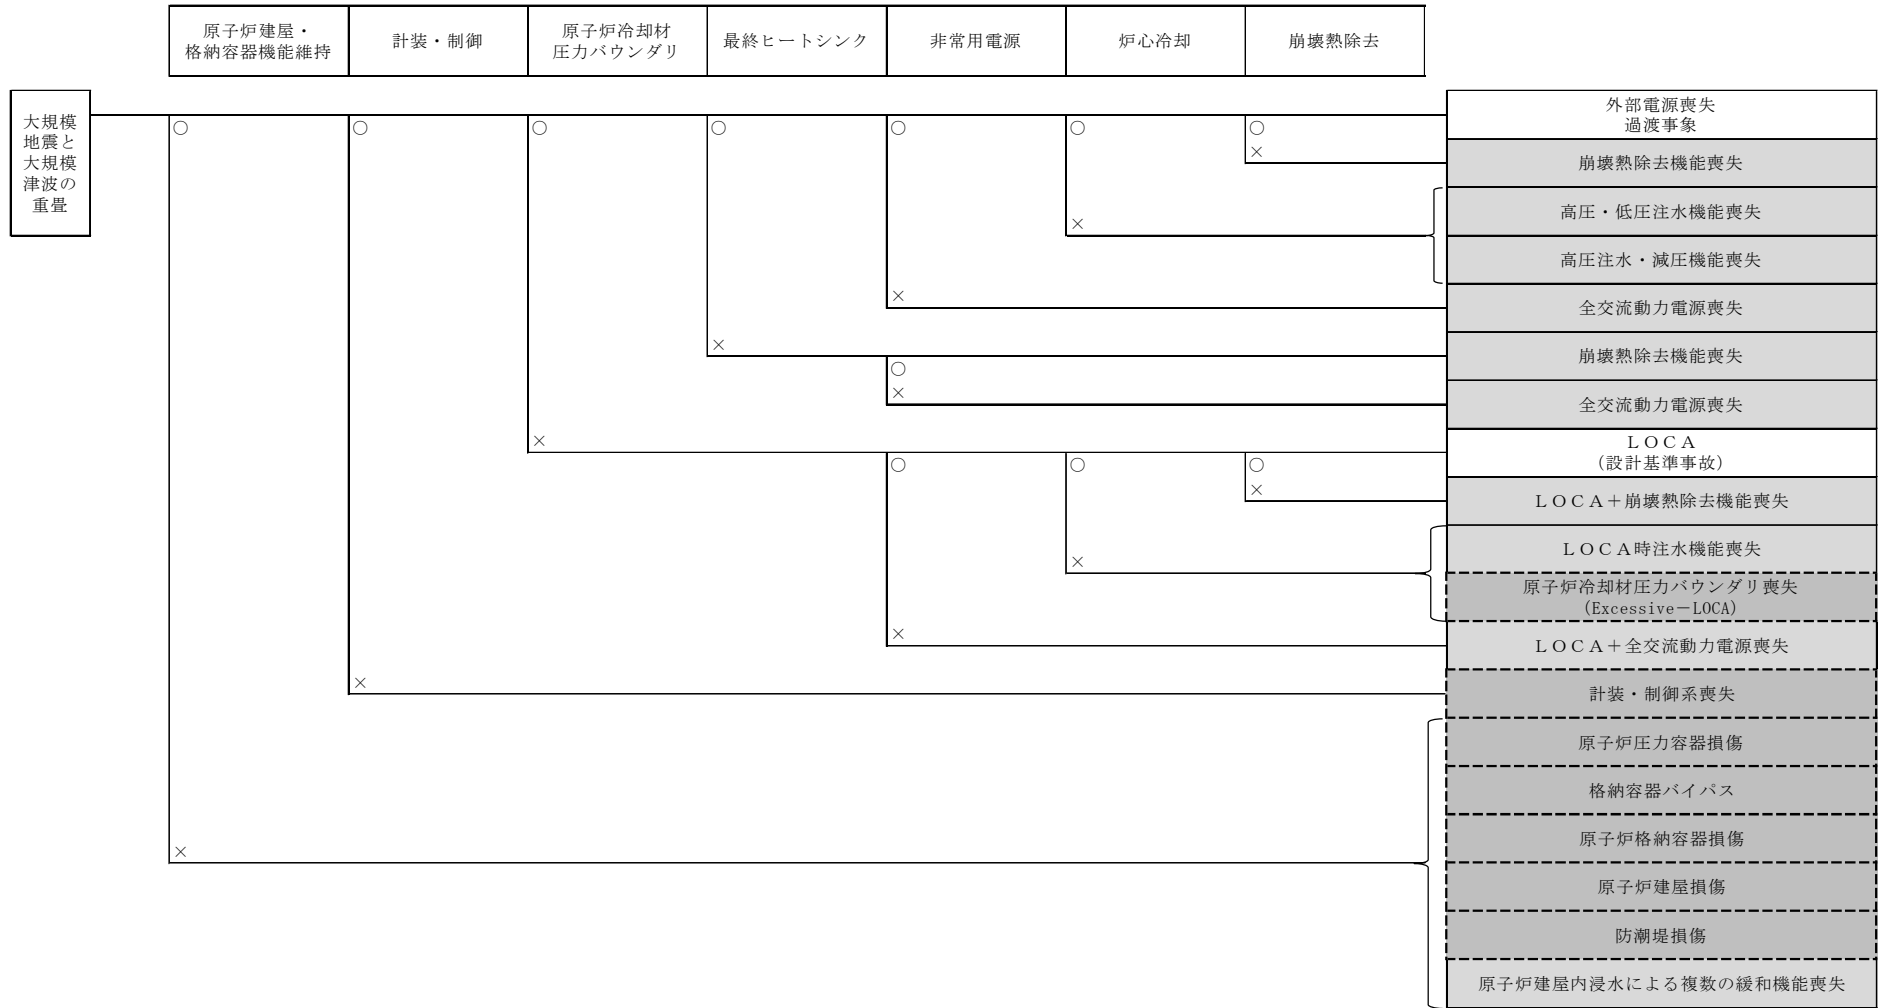 原子炉建屋・
格納容器機能維持
計装・制御
原子炉冷却材
圧力バウンダリ
最終ヒートシンク
非常用電源
炉心冷却
崩壊熱除去
大規模
地震と
大規模
津波の
重畳
外部電源喪失
過渡事象
○ ○ ○ ○ ○ ○ ○
×
崩壊熱除去機能喪失
高圧・低圧注水機能喪失
×
高圧注水・減圧機能喪失
×
全交流動力電源喪失
×
崩壊熱除去機能喪失
○
×
全交流動力電源喪失
×
ＬＯＣＡ
(設計基準事故)
○ ○ ○
×
ＬＯＣＡ＋崩壊熱除去機能喪失
ＬＯＣＡ時注水機能喪失
×
原子炉冷却材圧力バウンダリ喪失
(Excessive－LOCA)
×
ＬＯＣＡ＋全交流動力電源喪失
×
計装・制御系喪失
原子炉圧力容器損傷
格納容器バイパス
原子炉格納容器損傷
×
原子炉建屋損傷
防潮堤損傷
原子炉建屋内浸水による複数の緩和機能喪失